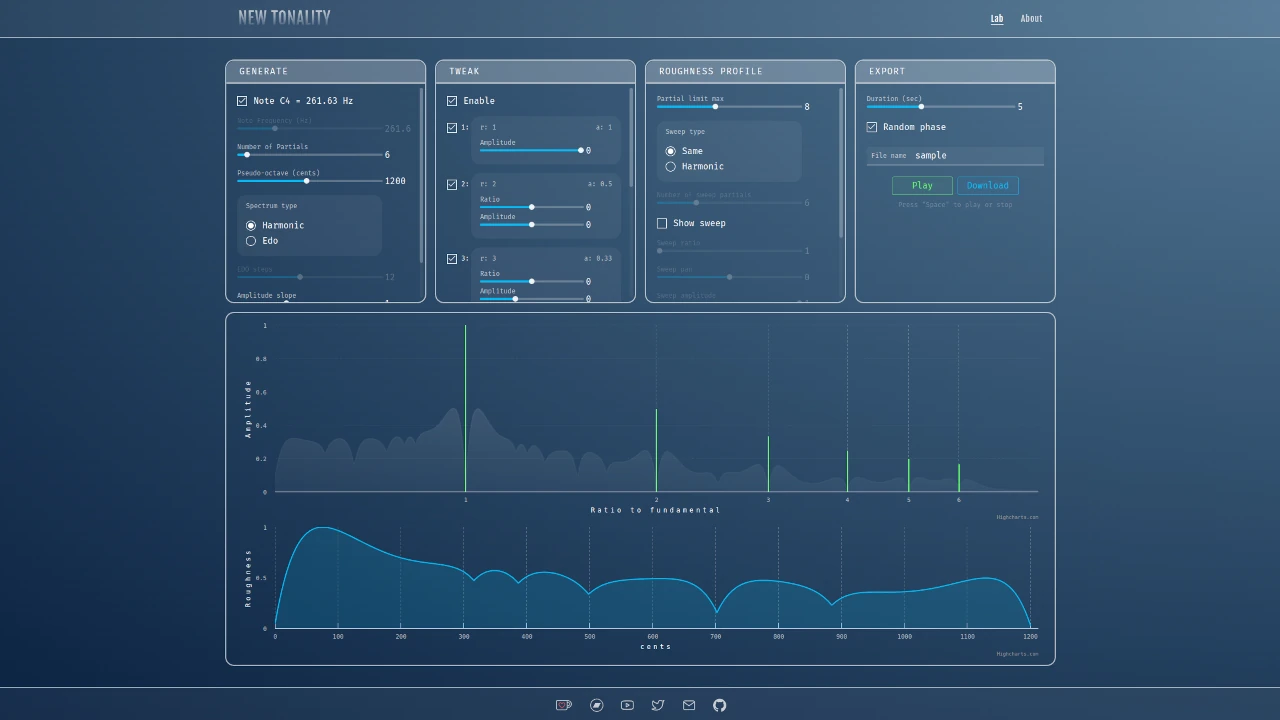 NEW TONALITY
Lab
About
GENERATE
Note C4 = 261.63 Hz
Note Frequency (Hz)
261.6
Number of Partials
6
Pseudo-octave (cents)
1200
Spectrum type
Harmonic
Edo
EDO steps
12
Amplitude slope
TWEAK
Enable
1:
r: 1
a: 1
Amplitude
0
2:
r: 2
a: 0.5
Ratio
0
Amplitude
0
3:
r: 3
a: 0.33
Ratio
0
Amplitude
0
ROUGHNESS PROFILE
Partial limit max
8
Sweep type
Same
Harmonic
Number of sweep partials
6
Show sweep
Sweep ratio
1
Sweep max
8
Sweep amplitude
EXPORT
Duration (sec)
5
Random phase
File name sample
Play
Download
Press "Space" to play or stop
Amplitude
1
0.8
0.6
0.4
0.2
0
1 2 3 4 5 6
Ratio to fundamental
Highcharts.com
Roughness
1
0.5
0
0 100 200 300 400 500 600 700 800 900 1000 1100 1200
cents
Highcharts.com